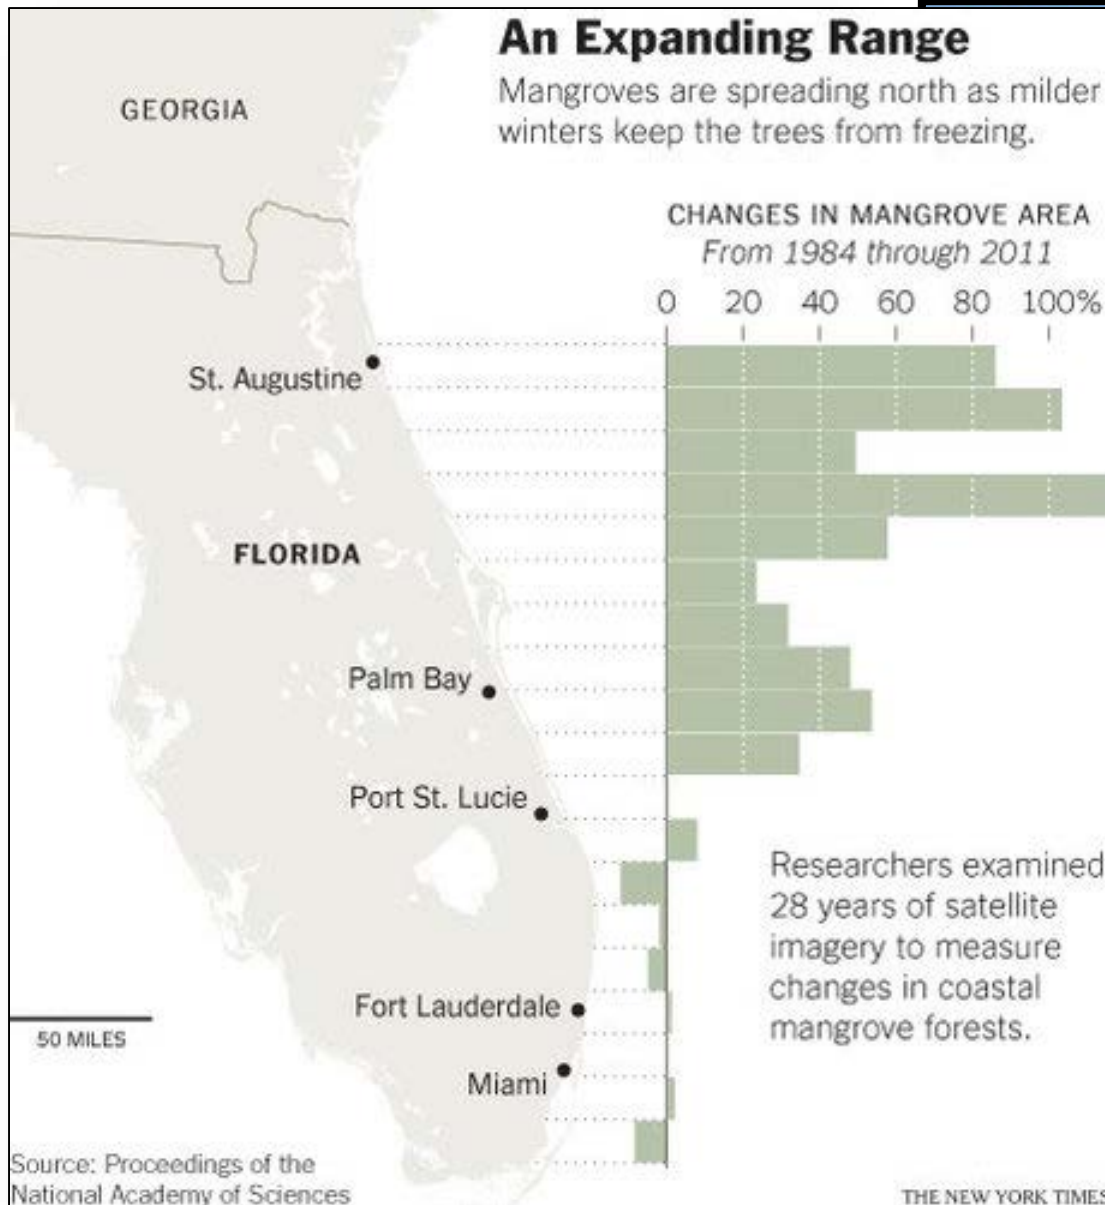 An Expanding Range
Mangroves are spreading north as milder
winters keep the trees from freezing.
GEORGIA
CHANGES IN MANGROVE AREA
From 1984 through 2011
0 20 40 60 80 100%
St. Augustine
FLORIDA
Palm Bay
Port St. Lucie
Researchers examined
28 years of satellite
imagery to measure
changes in coastal
mangrove forests.
Fort Lauderdale
50 MILES
Miami
Source: Proceedings of the
National Academy of Sciences
THE NEW YORK TIMES